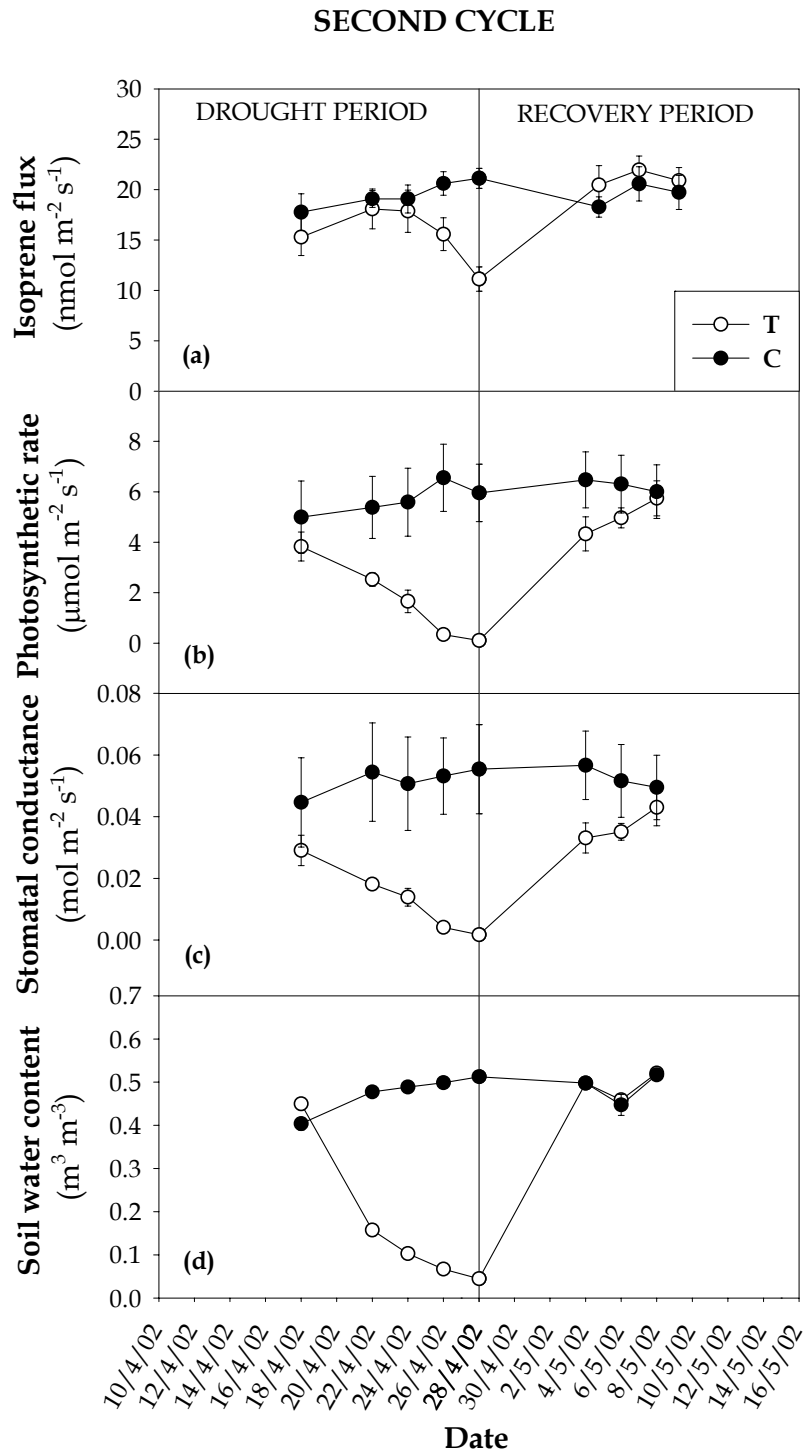 SECOND CYCLE
DROUGHT PERIOD
RECOVERY PERIOD
Isoprene flux
(nmol m⁻² s⁻¹)
30
25
20
15
10
5
0
(a)
T
C
Photosynthetic rate
(µmol m⁻² s⁻¹)
8
6
4
2
0
(b)
Stomatal conductance
(mol m⁻² s⁻¹)
0.08
0.06
0.04
0.02
0.00
(c)
Soil water content
(m³ m⁻³)
0.7
0.6
0.5
0.4
0.3
0.2
0.1
0.0
(d)
10/4/02
12/4/02
14/4/02
16/4/02
18/4/02
20/4/02
22/4/02
24/4/02
26/4/02
28/4/02
30/4/02
2/5/02
4/5/02
6/5/02
8/5/02
10/5/02
12/5/02
14/5/02
16/5/02
Date